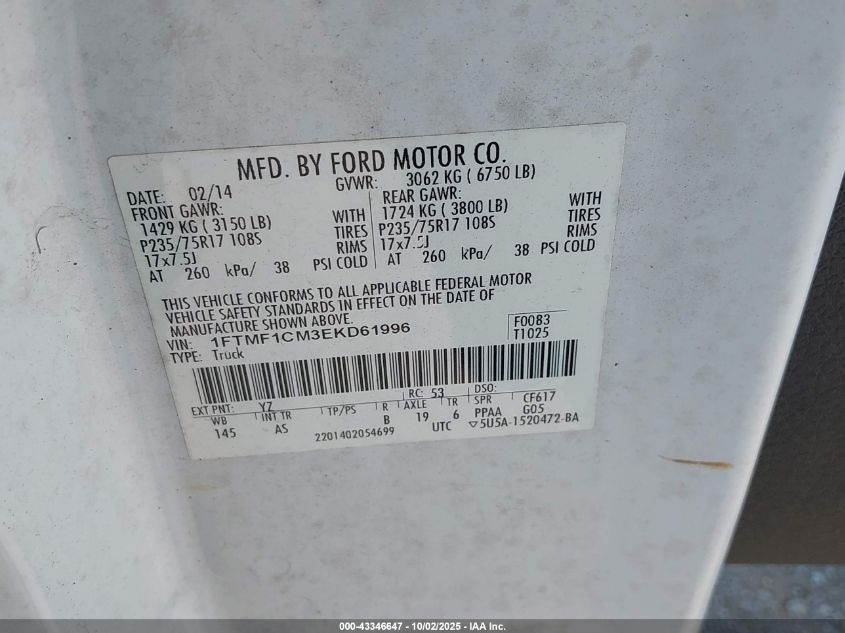 MFD. BY FORD MOTOR CO.
DATE: 02/14 GVWR: 3062 KG ( 6750 LB)
FRONT GAWR: REAR GAWR:
1429 KG ( 3150 LB) WITH 1724 KG ( 3800 LB) WITH
P235/75R17 108S TIRES P235/75R17 108S TIRES
17x7.5J RIMS 17x7.5J RIMS
AT 260 kPa/ 38 PSI COLD AT 260 kPa/ 38 PSI COLD
THIS VEHICLE CONFORMS TO ALL APPLICABLE FEDERAL MOTOR
VEHICLE SAFETY STANDARDS IN EFFECT ON THE DATE OF
MANUFACTURE SHOWN ABOVE.
VIN: 1FTMF1CM3EKD61996 F0083
TYPE: Truck T1025
EXT PNT: YZ RC: 53 DSO:
WB INT TR TP/PS R AXLE TR SPR CF617
145 AS B 19 6 PPAA G05
2201402054699 UTC ▽5U5A-1520472-BA
000-43346647 - 10/02/2025 - IAA Inc.